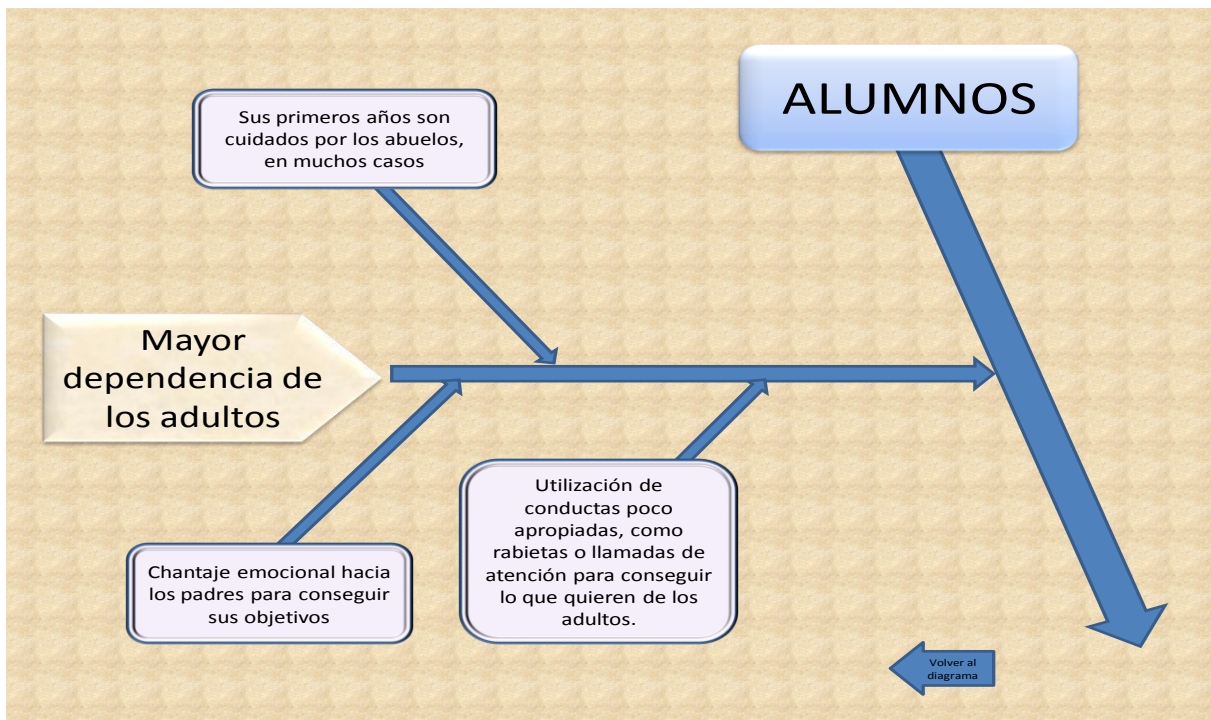 ALUMNOS
Sus primeros años son
cuidados por los abuelos,
en muchos casos
Mayor
dependencia de
los adultos
Utilización de
conductas poco
apropiadas, como
rabietas o llamadas de
atención para conseguir
lo que quieren de los
adultos.
Chantaje emocional hacia
los padres para conseguir
sus objetivos
Volver al
diagrama